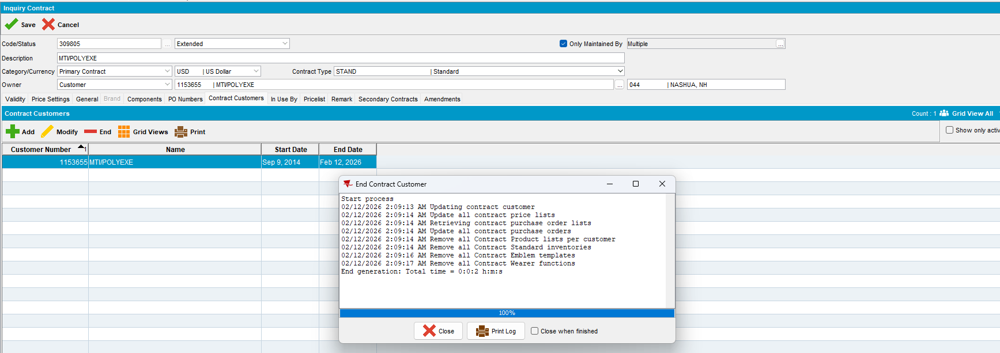 Inquiry Contract
Save Cancel
Code/Status 309805 ... Extended Only Maintained By Multiple ...
Description MTI/POLYEXE
Category/Currency Primary Contract USD | US Dollar Contract Type STAND | Standard
Owner Customer 1153655 | MTI/POLYEXE ... 044 | NASHUA, NH
Validity Price Settings General Brand Components PO Numbers Contract Customers In Use By Pricelist Remark Secondary Contracts Amendments
Contract Customers Count : 1 Grid View All
Add Modify End Grid Views Print Show only activ
Customer Number 1 Name Start Date End Date
1153655 MTI/POLYEXE Sep 9, 2014 Feb 12, 2026
End Contract Customer
Start process
02/12/2026 2:09:13 AM Updating contract customer
02/12/2026 2:09:14 AM Update all contract price lists
02/12/2026 2:09:14 AM Retrieving contract purchase order lists
02/12/2026 2:09:14 AM Update all contract purchase orders
02/12/2026 2:09:14 AM Remove all Contract Product lists per customer
02/12/2026 2:09:14 AM Remove all Contract Standard inventories
02/12/2026 2:09:16 AM Remove all Contract Emblem templates
02/12/2026 2:09:17 AM Remove all Contract Wearer functions
End generation: Total time = 0:0:2 h:m:s
100%
Close Print Log Close when finished